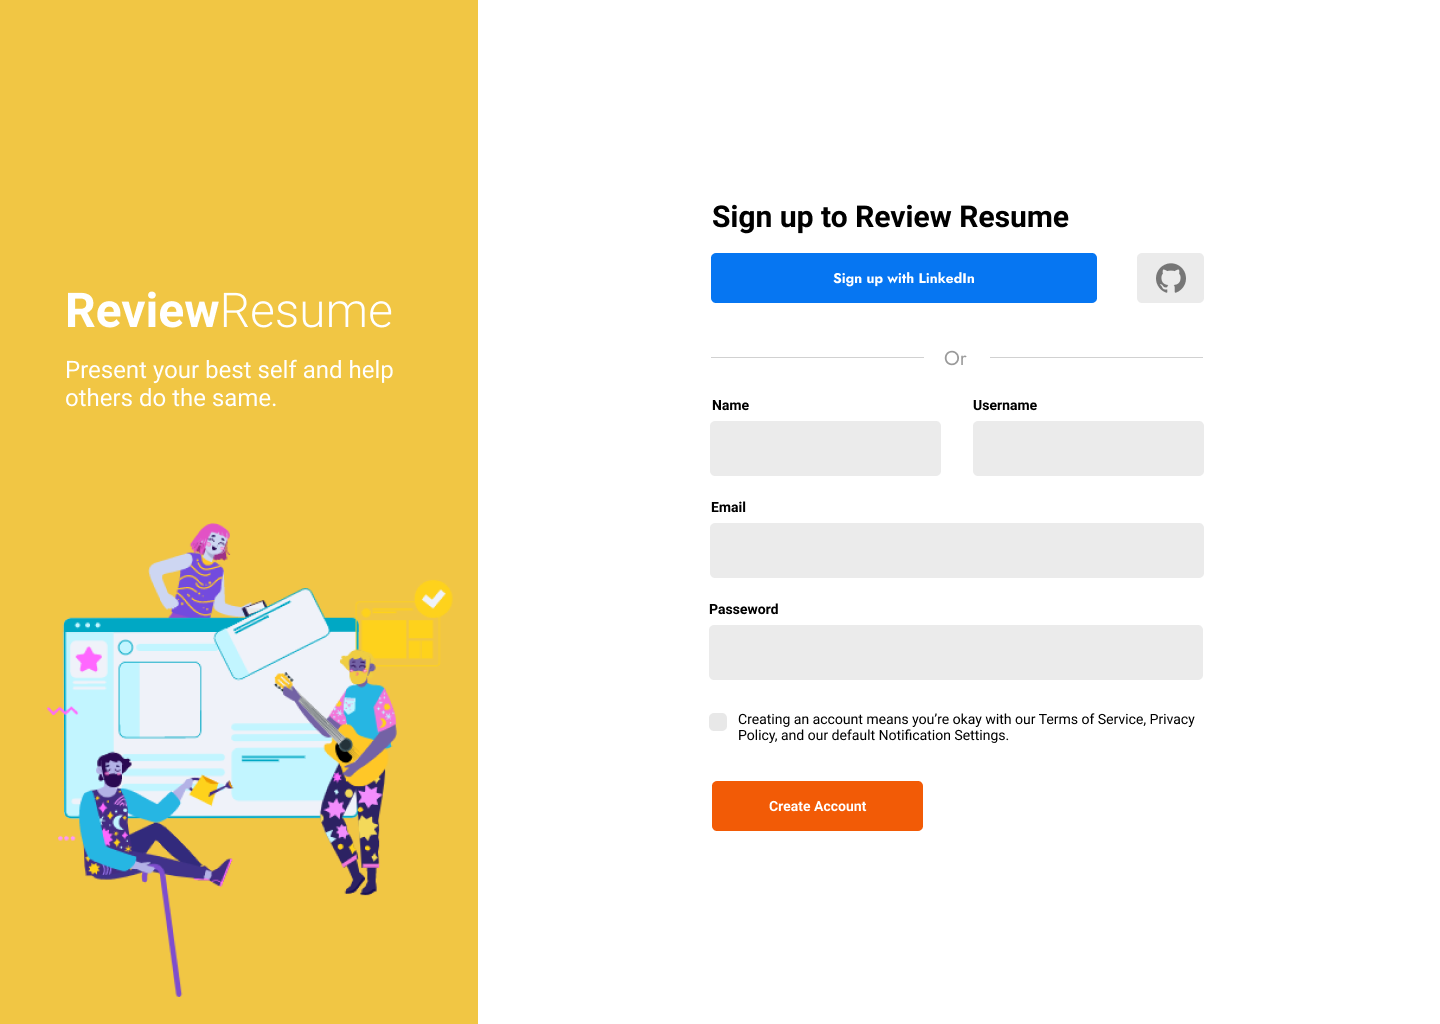 ReviewResume
Present your best self and help
others do the same.
Sign up to Review Resume
Sign up with LinkedIn
Or
Name
Username
Email
Passeword
Creating an account means you're okay with our Terms of Service, Privacy
Policy, and our default Notification Settings.
Create Account